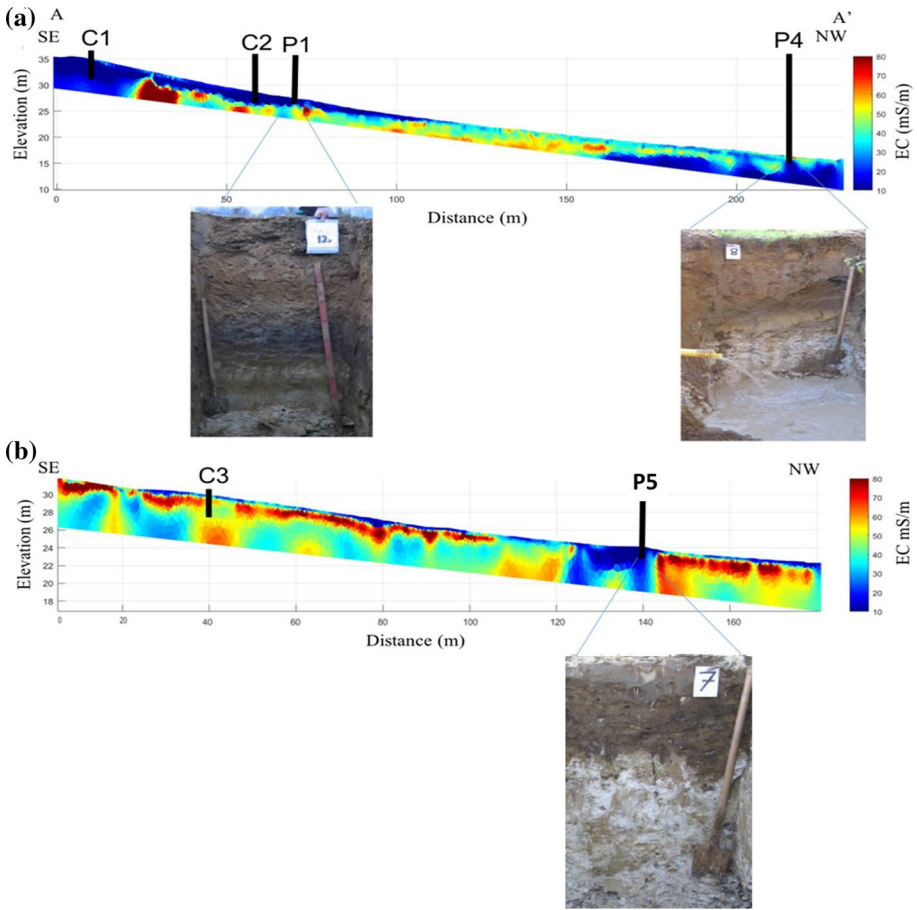 (a)
A
SE
C1
C2
P1
P4
A’
NW
Elevation (m)
35
30
25
20
15
10
0
50
100
150
200
Distance (m)
80
70
60
50
40
30
20
10
EC (mS/m)
(b)
SE
C3
P5
NW
Elevation (m)
30
28
26
24
22
20
18
0
20
40
60
80
100
120
140
160
Distance (m)
80
70
60
50
40
30
20
10
EC mS/m
7